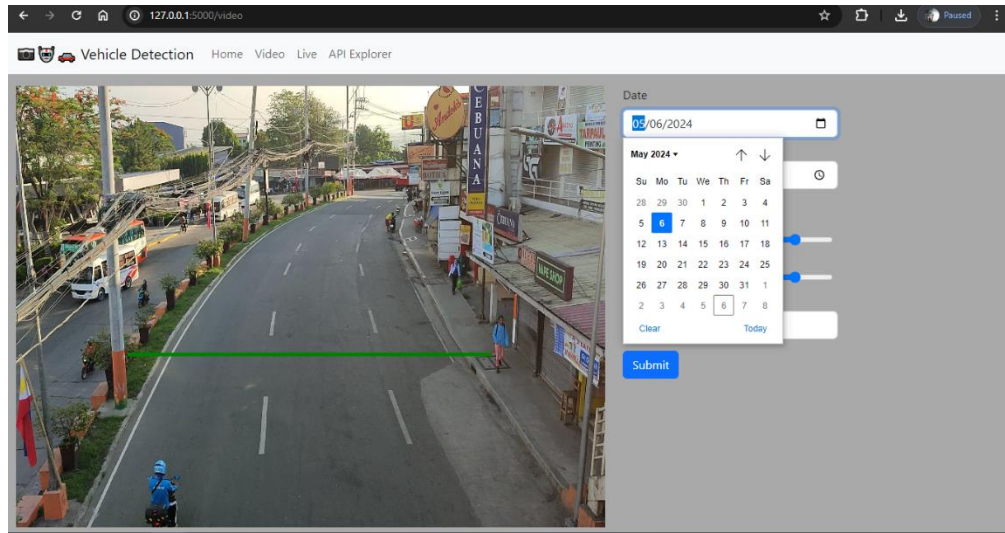 127.0.0.1:5000/video
Paused
Vehicle Detection Home Video Live API Explorer
Date
05/06/2024
May 2024
Su Mo Tu We Th Fr Sa
28 29 30 1 2 3 4
5 6 7 8 9 10 11
12 13 14 15 16 17 18
19 20 21 22 23 24 25
26 27 28 29 30 31 1
2 3 4 5 6 7 8
Clear Today
Submit
CEBUANA
TARPAUL
VAPE SHOP